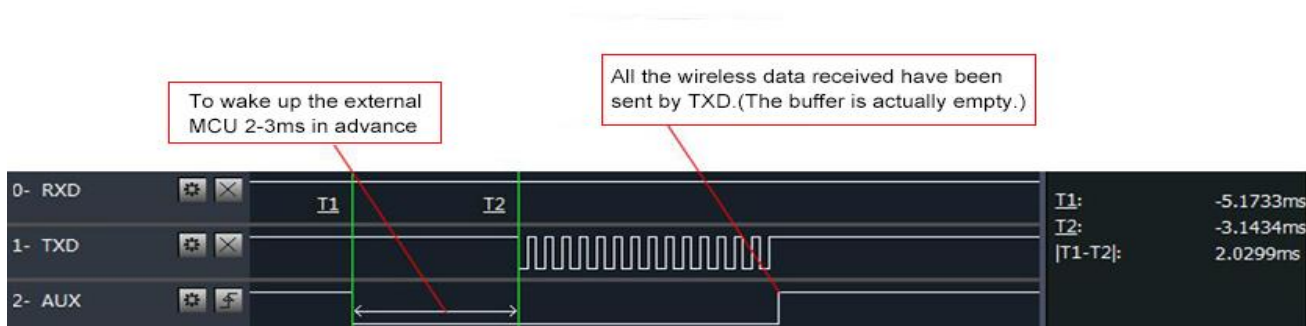 To wake up the external
MCU 2-3ms in advance
All the wireless data received have been
sent by TXD.(The buffer is actually empty.)
0- RXD
T1
T2
1- TXD
2- AUX
T1: -5.1733ms
T2: -3.1434ms
|T1-T2|: 2.0299ms